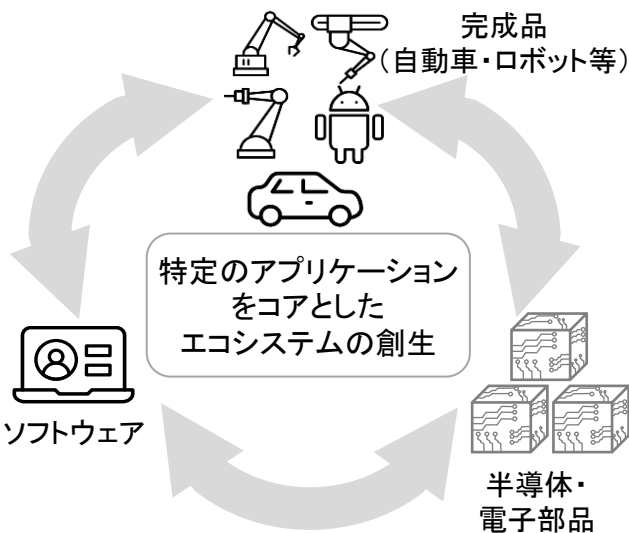 完成品
（自動車・ロボット等）
特定のアプリケーション
をコアとした
エコシステムの創生
ソフトウェア
半導体・
電子部品